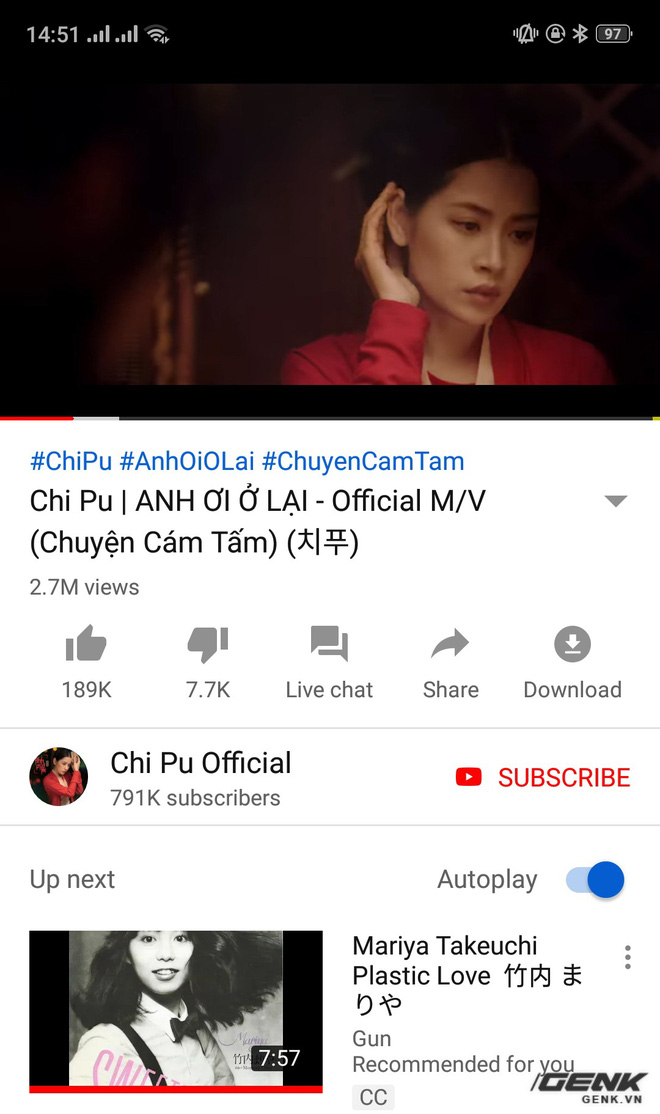 14:51
97
#ChiPu #AnhOiOLai #ChuyenCamTam
Chi Pu | ANH ƠI Ở LẠI - Official M/V
(Chuyện Cám Tấm) (치푸)
2.7M views
189K 7.7K Live chat Share Download
Chi Pu Official
SUBSCRIBE
791K subscribers
Up next Autoplay
Mariya Takeuchi
Plastic Love 竹内 ま
りや
Gun
Recommended for you
CC
7:57
GENK
GENK.VN